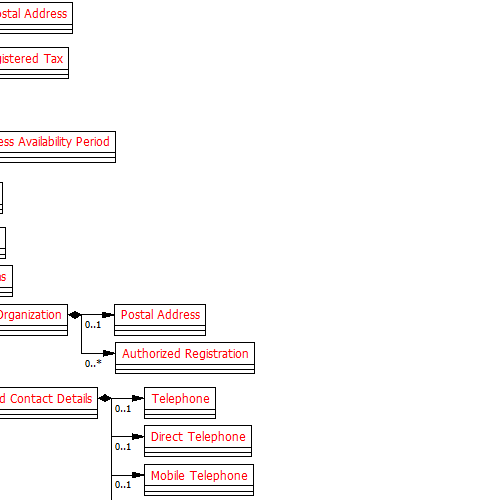 ostal Address
istered Tax
ess Availability Period
s
Organization
Postal Address
0..1
Authorized Registration
0..*
d Contact Details
Telephone
0..1
Direct Telephone
0..1
Mobile Telephone
0..1